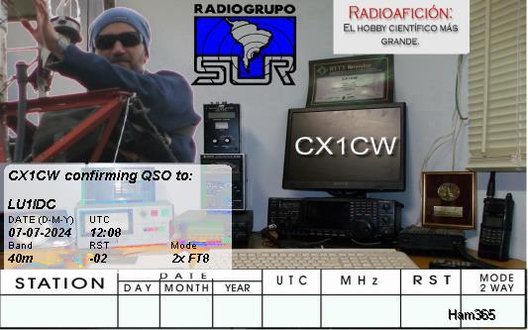 RADIOGRUPO
SUR
RADIOAFICIÓN:
EL HOBBY CIENTÍFICO MÁS
GRANDE.
CX1CW
CX1CW confirming QSO to:
LU1IDC
DATE (D-M-Y) UTC
07-07-2024 12:08
Band RST Mode
40m -02 2x FT8
STATION DATE UTC MHz RST MODE
DAY MONTH YEAR 2 WAY
Ham365